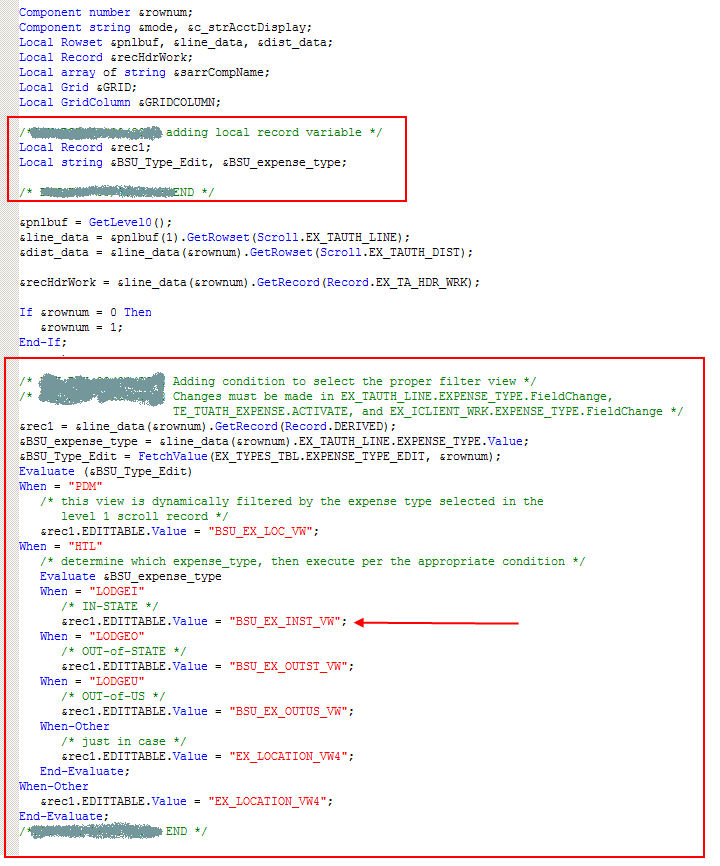 Component number &rownum;
Component string &mode, &c_strAcctDisplay;
Local Rowset &pnlbuf, &line_data, &dist_data;
Local Record &recHdrWork;
Local array of string &sarrCompName;
Local Grid &GRID;
Local GridColumn &GRIDCOLUMN;
/* adding local record variable */
Local Record &rec1;
Local string &BSU_Type_Edit, &BSU_expense_type;
/* END */
&pnlbuf = GetLevel0();
&line_data = &pnlbuf(1).GetRowset(Scroll.EX_TAUTH_LINE);
&dist_data = &line_data(&rownum).GetRowset(Scroll.EX_TAUTH_DIST);
&recHdrWork = &line_data(&rownum).GetRecord(Record.EX_TA_HDR_WRK);
If &rownum = 0 Then
&rownum = 1;
End-If;
/* Adding condition to select the proper filter view */
/* Changes must be made in EX_TAUTH_LINE.EXPENSE_TYPE.FieldChange,
TE_TUATH_EXPENSE.ACTIVATE, and EX_ICLIENT_WRK.EXPENSE_TYPE.FieldChange */
&rec1 = &line_data(&rownum).GetRecord(Record.DERIVED);
&BSU_expense_type = &line_data(&rownum).EX_TAUTH_LINE.EXPENSE_TYPE.Value;
&BSU_Type_Edit = FetchValue(EX_TYPES_TBL.EXPENSE_TYPE_EDIT, &rownum);
Evaluate (&BSU_Type_Edit)
When = "PDM"
/* this view is dynamically filtered by the expense type selected in the
level 1 scroll record */
&rec1.EDITTABLE.Value = "BSU_EX_LOC_VW";
When = "HTL"
/* determine which expense_type, then execute per the appropriate condition */
Evaluate &BSU_expense_type
When = "LODGEI"
/* IN-STATE */
&rec1.EDITTABLE.Value = "BSU_EX_INST_VW";
When = "LODGEO"
/* OUT-of-STATE */
&rec1.EDITTABLE.Value = "BSU_EX_OUTST_VW";
When = "LODGEU"
/* OUT-of-US */
&rec1.EDITTABLE.Value = "BSU_EX_OUTUS_VW";
When-Other
/* just in case */
&rec1.EDITTABLE.Value = "EX_LOCATION_VW4";
End-Evaluate;
When-Other
&rec1.EDITTABLE.Value = "EX_LOCATION_VW4";
End-Evaluate;
/* END */